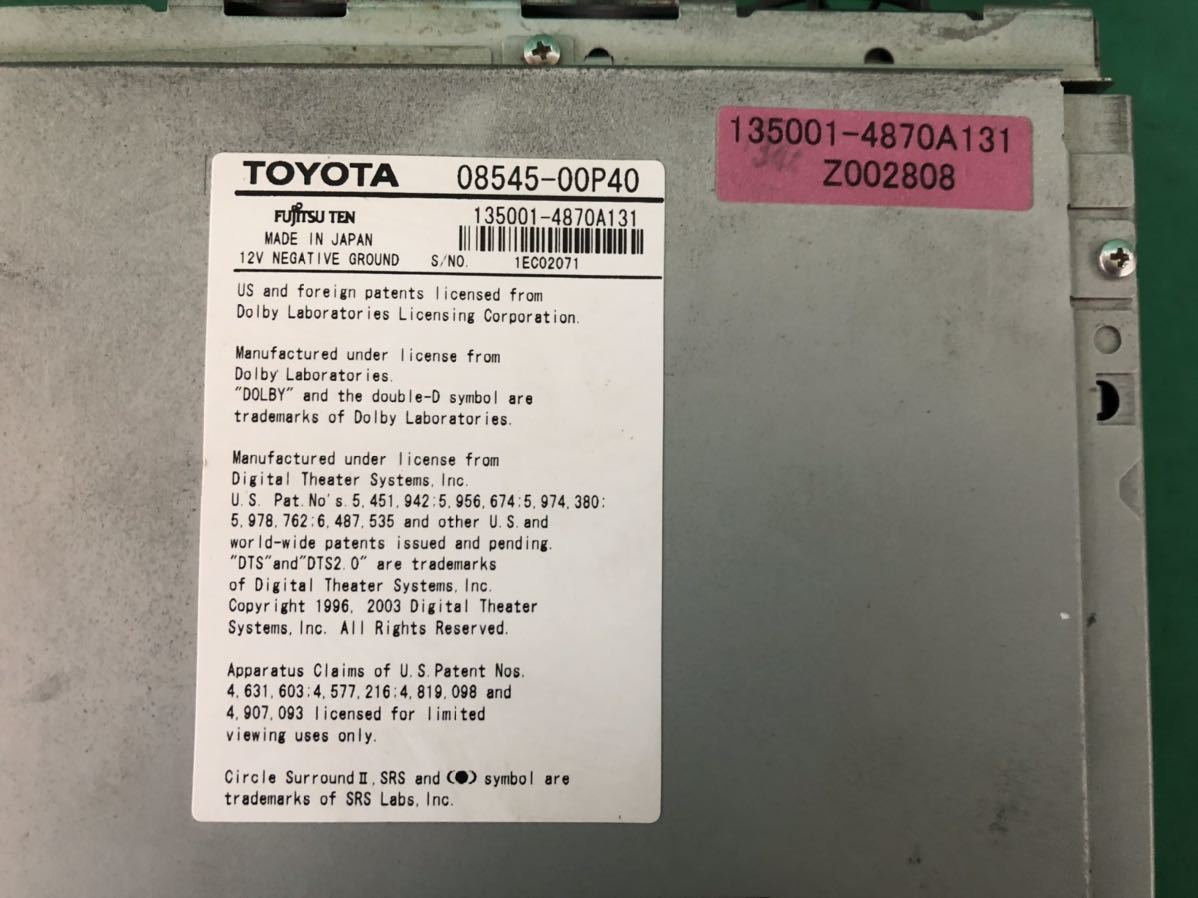 135001-4870A131
Z002808
TOYOTA 08545-00P40
FUJITSU TEN 135001-4870A131
MADE IN JAPAN
12V NEGATIVE GROUND S/NO. 1EC02071
US and foreign patents licensed from
Dolby Laboratories Licensing Corporation.
Manufactured under license from
Dolby Laboratories.
"DOLBY" and the double-D symbol are
trademarks of Dolby Laboratories.
Manufactured under license from
Digital Theater Systems, Inc.
U.S. Pat.No's.5,451,942;5,956,674;5,974,380;
5,978,762;6,487,535 and other U.S.and
world-wide patents issued and pending.
"DTS"and"DTS2.0" are trademarks
of Digital Theater Systems, Inc.
Copyright 1996, 2003 Digital Theater
Systems, Inc. All Rights Reserved.
Apparatus Claims of U.S.Patent Nos.
4,631,603;4,577,216;4,819,098 and
4,907,093 licensed for limited
viewing uses only.
Circle Surround II, SRS and (●) symbol are
trademarks of SRS Labs, Inc.